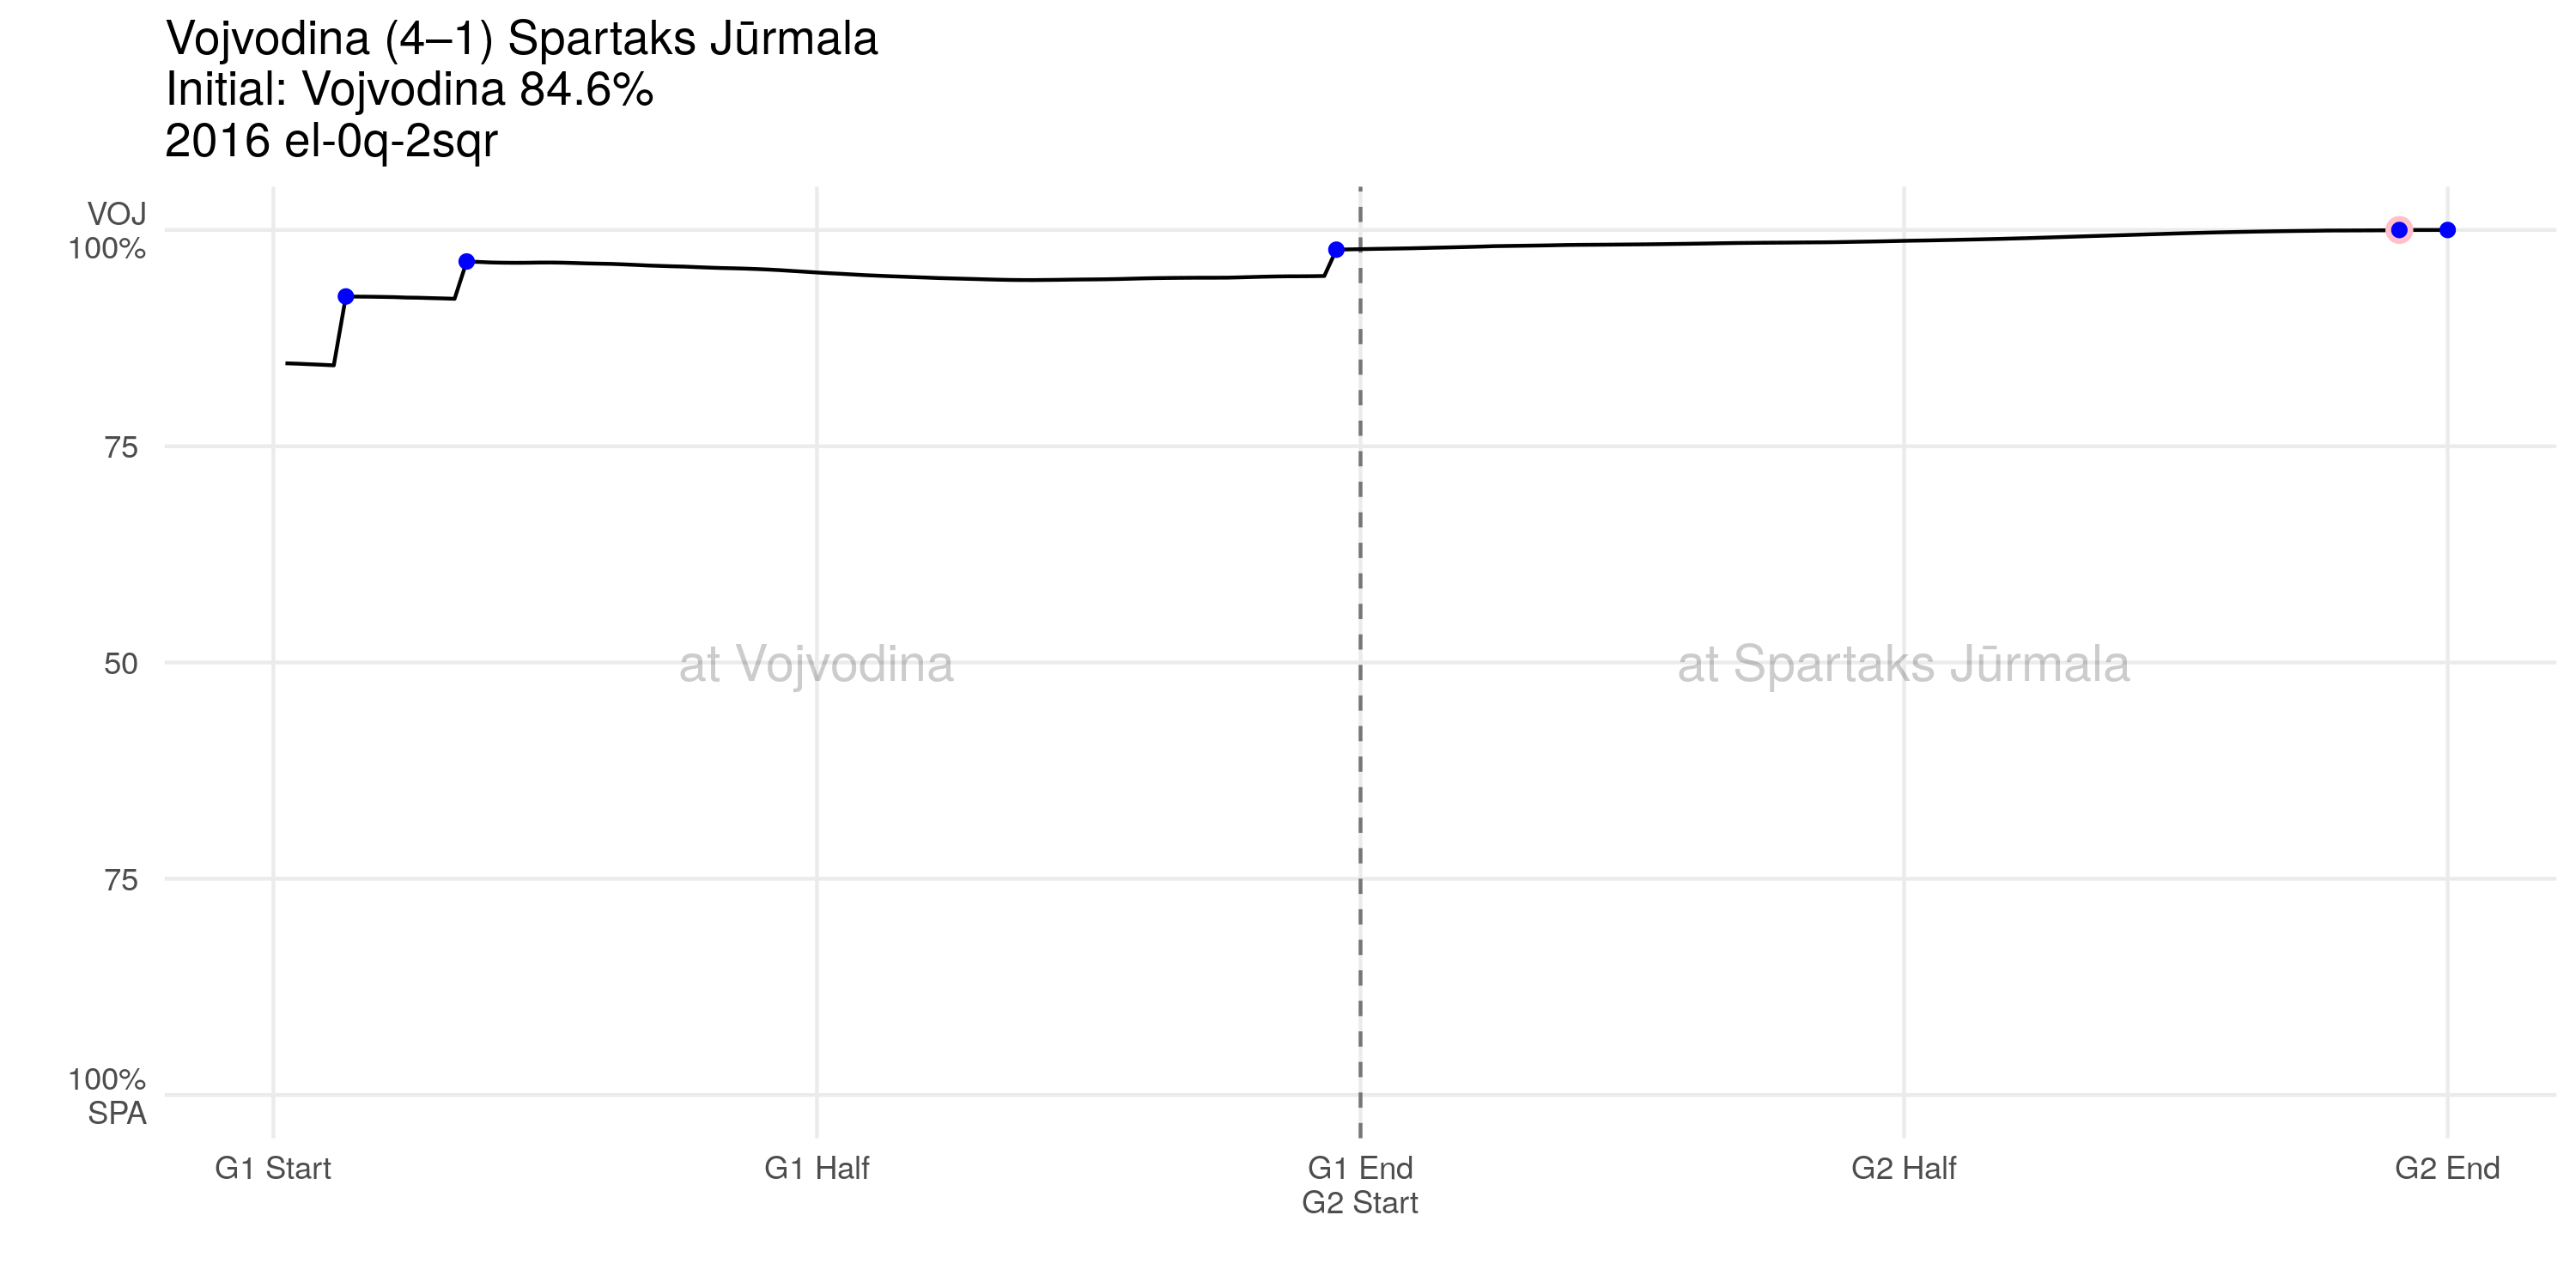 Vojvodina (4–1) Spartaks Jūrmala
Initial: Vojvodina 84.6%
2016 el-0q-2sqr
VOJ
100%
75
50
75
100%
SPA
at Vojvodina
at Spartaks Jūrmala
G1 Start
G1 Half
G1 End
G2 Start
G2 Half
G2 End